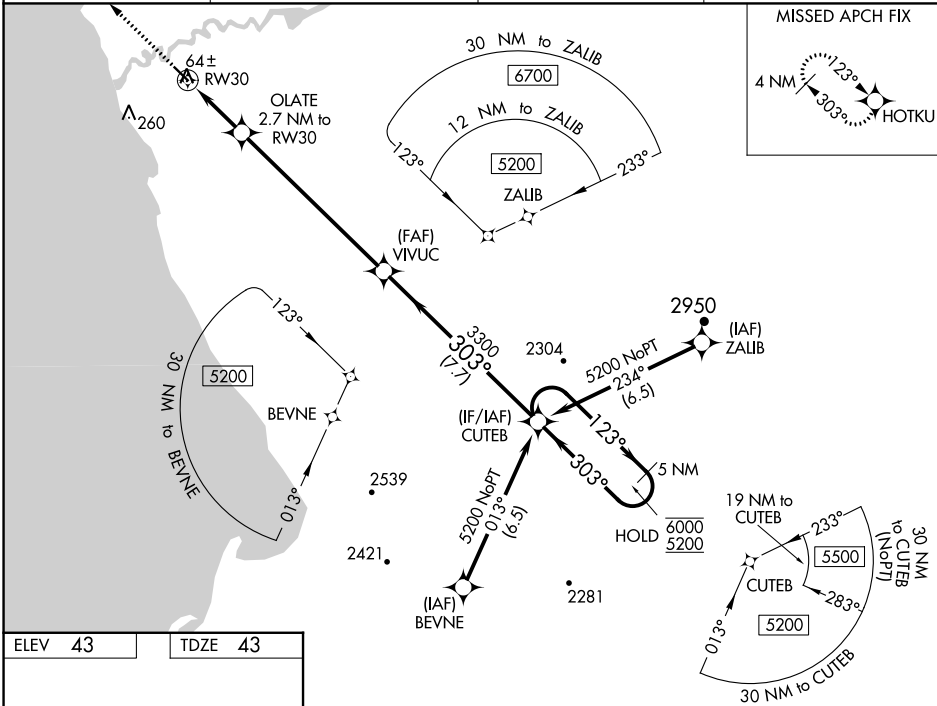 MISSED APCH FIX
4 NM
123°
303°
HOTKU
64±
RW30
260
OLATE
2.7 NM to
RW30
30 NM to ZALIB
6700
12 NM to ZALIB
5200
123°
233°
ZALIB
(FAF)
VIVUC
123°
30 NM to BEVNE
5200
BEVNE
013°
3300
303°
(7.7)
2304
2950
(IAF)
ZALIB
5200 NoPT
234°
(6.5)
(IF/IAF)
CUTEB
123°
303°
5 NM
HOLD
6000
5200
2539
2421
5200 NoPT
013°
(6.5)
(IAF)
BEVNE
2281
19 NM to
CUTEB
233°
30 NM
to CUTEB
(NoPT)
5500
CUTEB
283°
5200
013°
30 NM to CUTEB
ELEV 43
TDZE 43